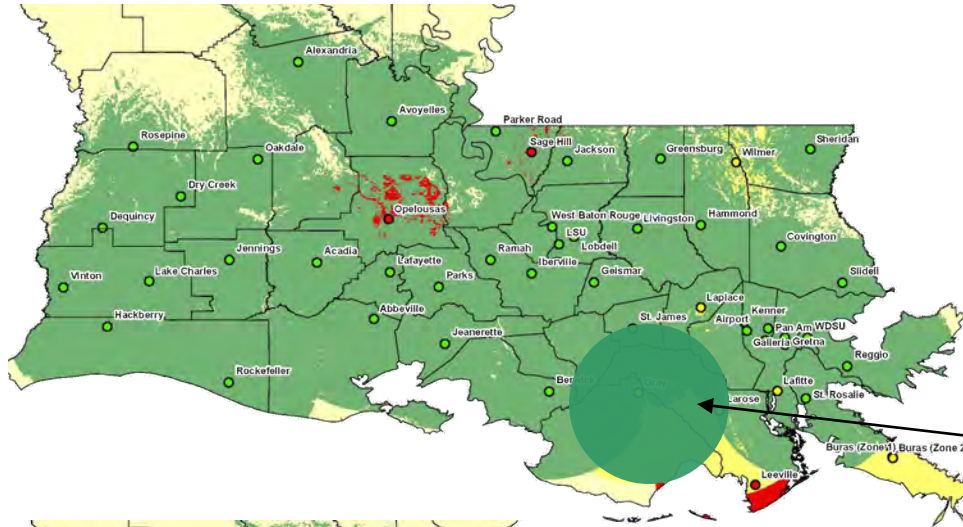 Alexandria
Avoyelles
Parker Road
Sage Hill
Jackson
Greensburg
Wilmer
Sheridan
Rosepine
Oakdale
Dry Creek
Dequincy
Opelousas
West Baton Rouge
LSU
Lobdell
Livingston
Hammond
Covington
Jennings
Acadia
Lafayette
Ramah
Iberville
Geismar
Slidell
Vinton
Lake Charles
Parks
Laplace
Hackberry
Abbeville
Jeanerette
St. James
Airport
Kenner
Pan Am
WDSU
Galleria
Gretna
Reggio
Rockefeller
Gray
Larose
Lafitte
St. Rosalie
Buras (Zone 1)
Buras (Zone 2
Leeville